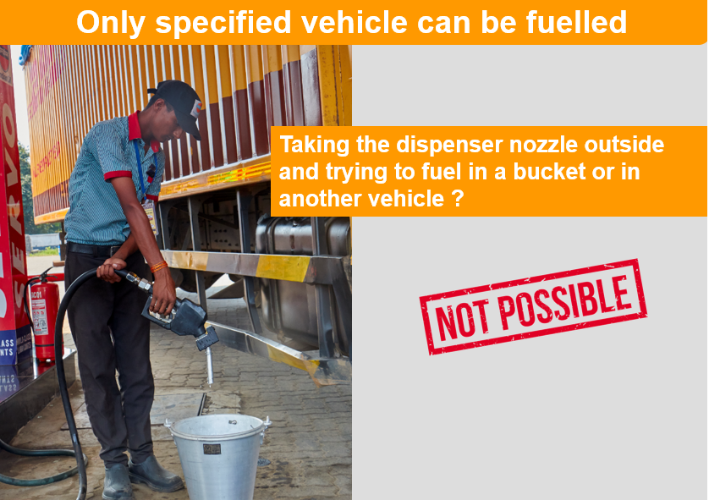 Only specified vehicle can be fuelled
Taking the dispenser nozzle outside
and trying to fuel in a bucket or in
another vehicle ?
NOT POSSIBLE
SERVO